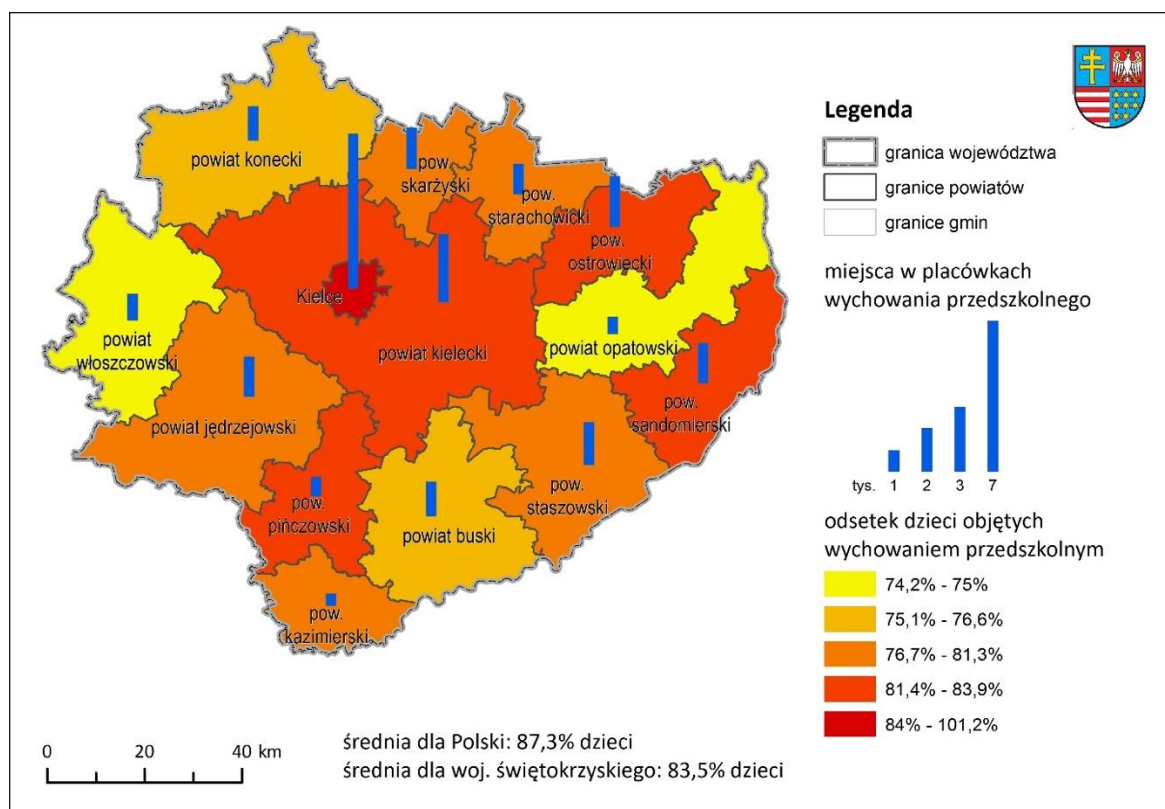 powiat konecki
pow.
skarżyski
pow.
starachowicki
pow.
ostrowiecki
Kielce
powiat
włoszczowski
powiat kielecki
powiat opatowski
pow.
sandomierski
powiat jędrzejowski
pow.
staszowski
pow.
pińczowski
powiat buski
pow.
kazimierski
0 20 40 km
średnia dla Polski: 87,3% dzieci
średnia dla woj. świętokrzyskiego: 83,5% dzieci
Legenda
granica województwa
granice powiatów
granice gmin
miejsca w placówkach
wychowania przedszkolnego
tys. 1 2 3 7
odsetek dzieci objętych
wychowaniem przedszkolnym
74,2% - 75%
75,1% - 76,6%
76,7% - 81,3%
81,4% - 83,9%
84% - 101,2%